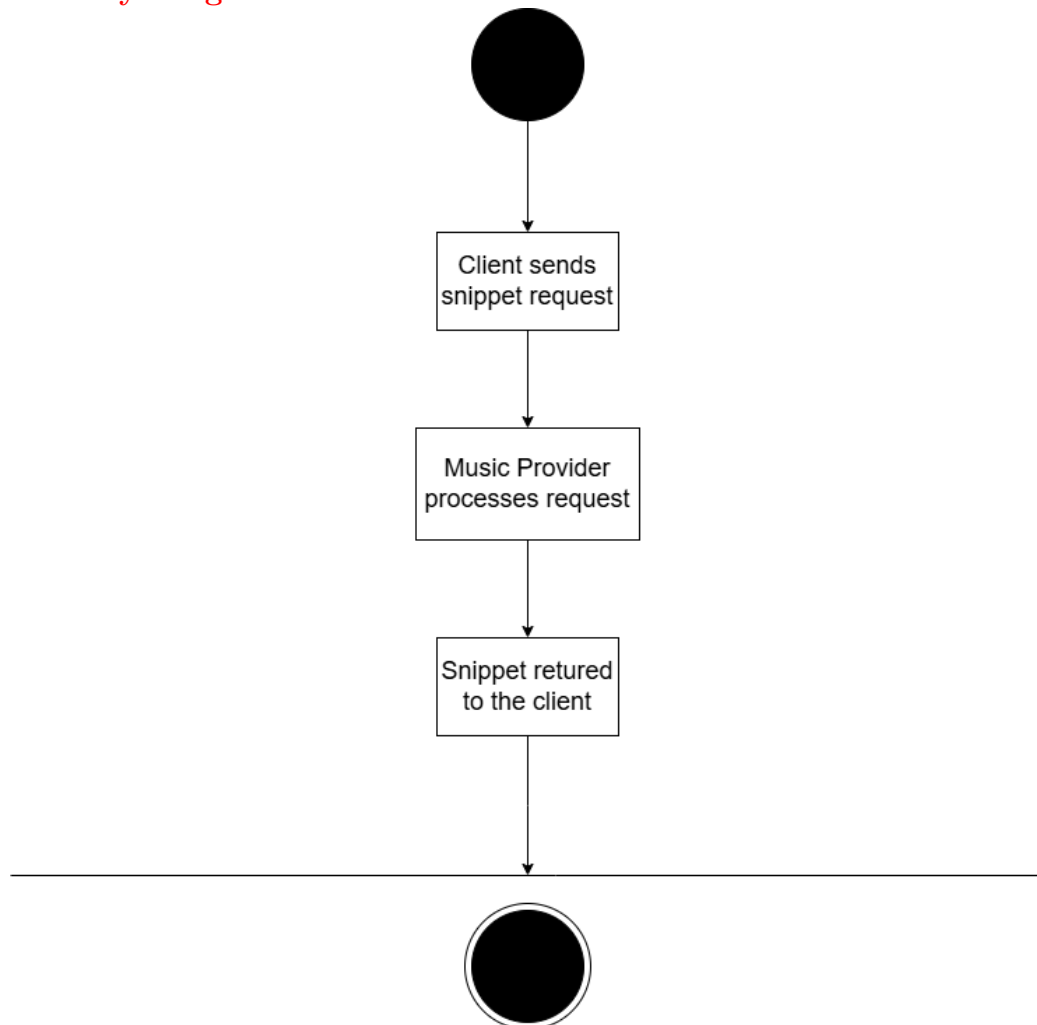 Client sends
snippet request
Music Provider
processes request
Snippet retured
to the client